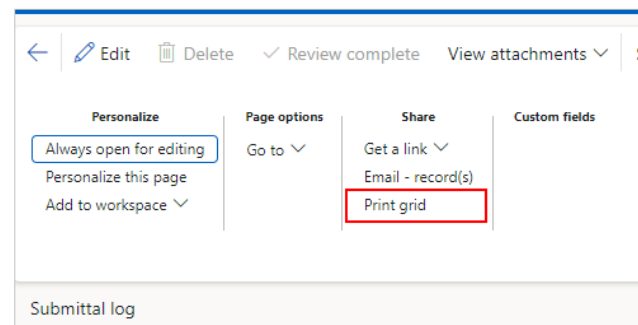 Edit Delete Review complete View attachments
Personalize Page options Share Custom fields
Always open for editing Go to Get a link
Personalize this page Email - record(s)
Add to workspace Print grid
Submittal log